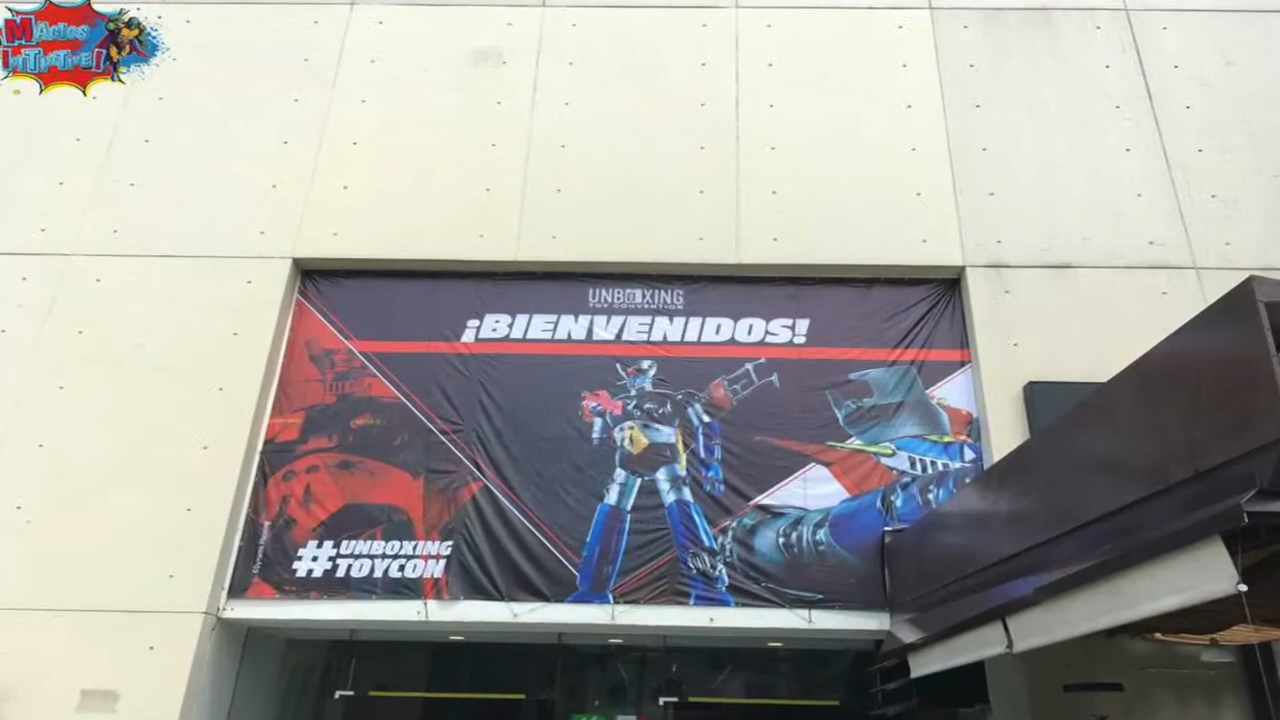 UNBOXING
TOY CONVENTION
¡BIENVENIDOS!
#UNBOXING
TOYCON